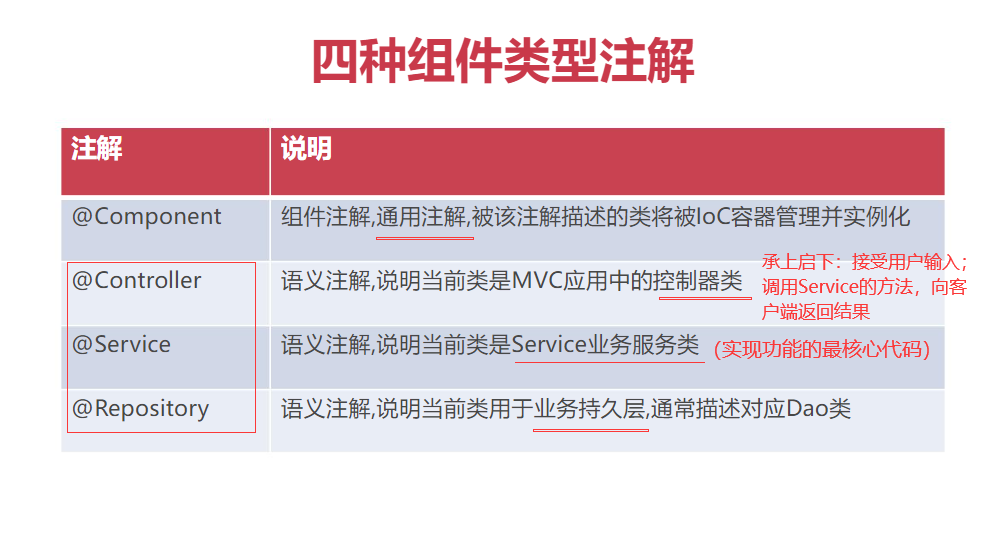 四种组件类型注解
注解 说明
@Component 组件注解,通用注解,被该注解描述的类将被IoC容器管理并实例化
@Controller 语义注解,说明当前类是MVC应用中的控制器类
承上启下：接受用户输入；
调用Service的方法，向客
户端返回结果
@Service 语义注解,说明当前类是Service业务服务类 （实现功能的最核心代码）
@Repository 语义注解,说明当前类用于业务持久层,通常描述对应Dao类